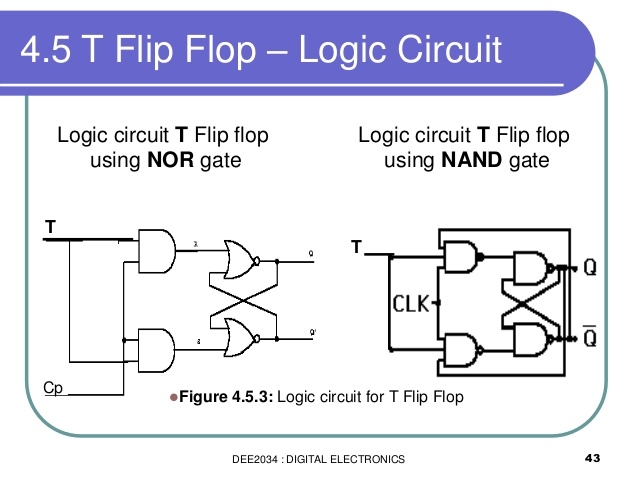 4.5 T Flip Flop – Logic Circuit
Logic circuit T Flip flop
using NOR gate
Logic circuit T Flip flop
using NAND gate
T
Cp
Q
Q'
T
CLK
Q
Q̅
Figure 4.5.3: Logic circuit for T Flip Flop
DEE2034 : DIGITAL ELECTRONICS
43